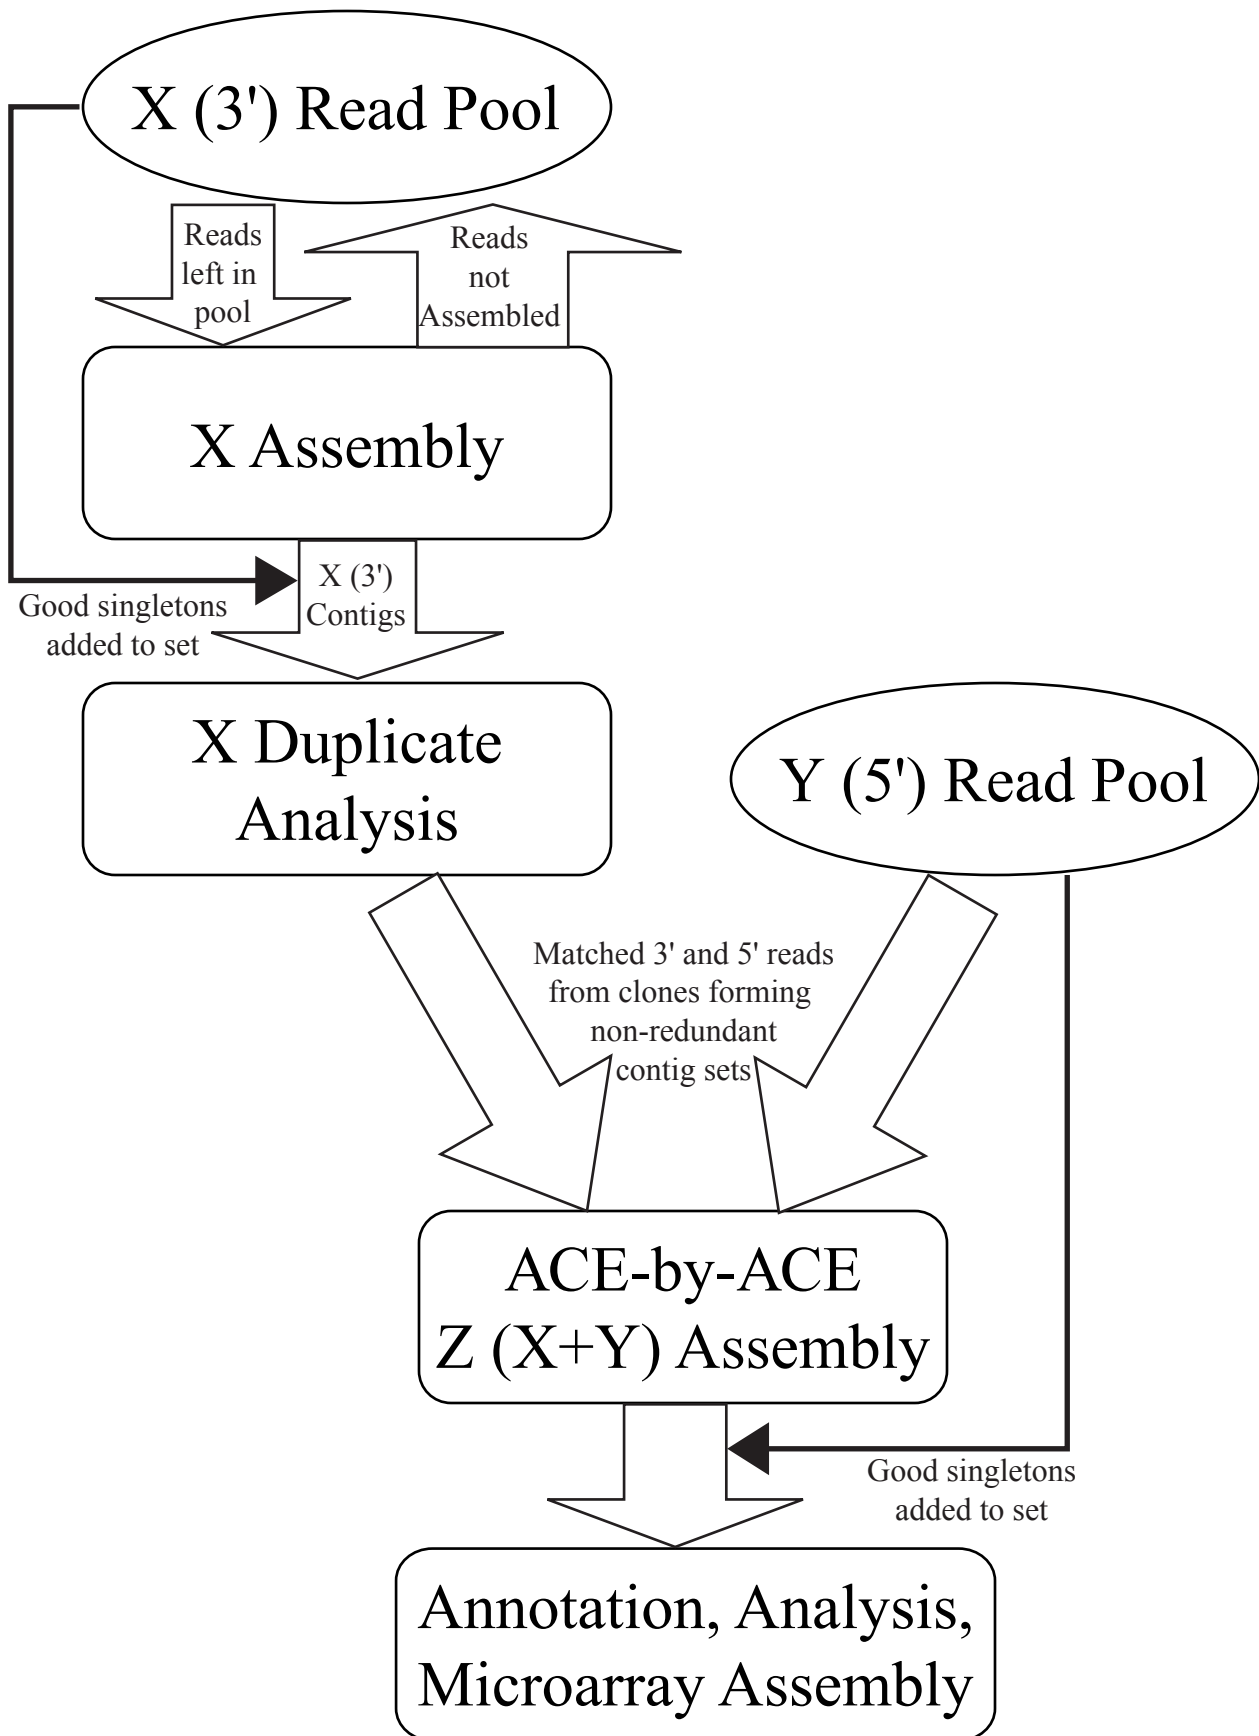 X (3') Read Pool
Reads
left in
pool
Reads
not
Assembled
X Assembly
X (3')
Contigs
Good singletons
added to set
X Duplicate
Analysis
Y (5') Read Pool
Matched 3' and 5' reads
from clones forming
non-redundant
contig sets
ACE-by-ACE
Z (X+Y) Assembly
Good singletons
added to set
Annotation, Analysis,
Microarray Assembly